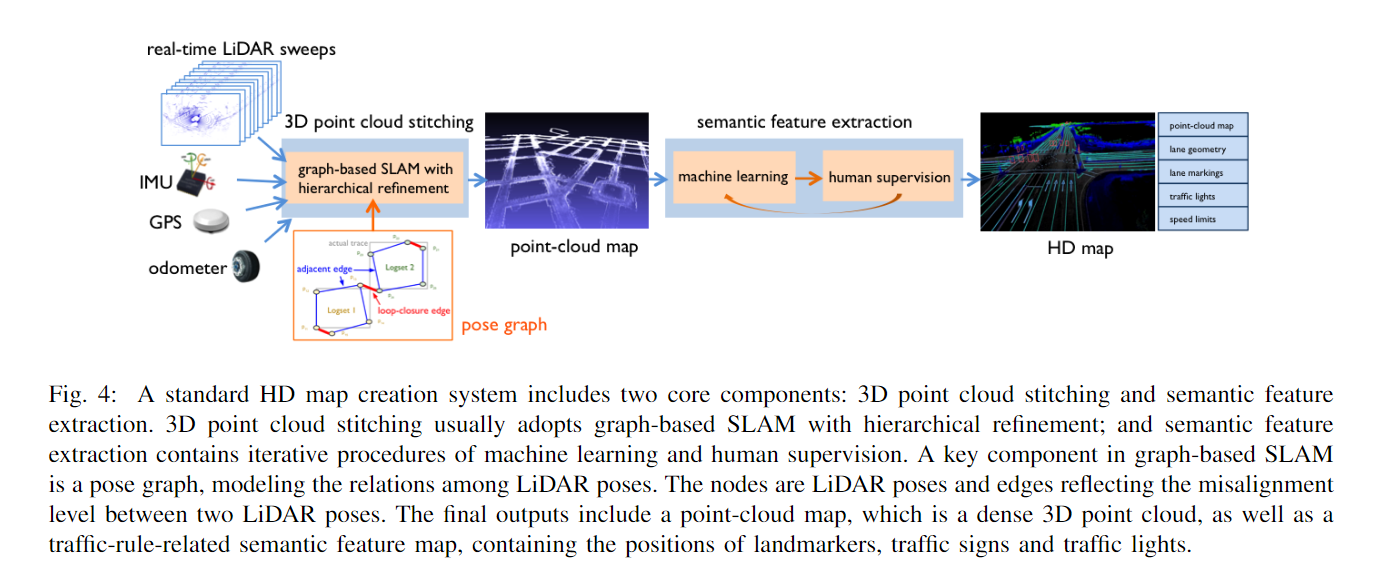 real-time LiDAR sweeps
3D point cloud stitching
semantic feature extraction
IMU
GPS
odometer
graph-based SLAM with
hierarchical refinement
point-cloud map
machine learning
human supervision
HD map
point-cloud map
lane geometry
lane markings
traffic lights
speed limits
actual trace
adjacent edge
Logset 2
Logset 1
loop-closure edge
pose graph
Fig. 4: A standard HD map creation system includes two core components: 3D point cloud stitching and semantic feature
extraction. 3D point cloud stitching usually adopts graph-based SLAM with hierarchical refinement; and semantic feature
extraction contains iterative procedures of machine learning and human supervision. A key component in graph-based SLAM
is a pose graph, modeling the relations among LiDAR poses. The nodes are LiDAR poses and edges reflecting the misalignment
level between two LiDAR poses. The final outputs include a point-cloud map, which is a dense 3D point cloud, as well as a
traffic-rule-related semantic feature map, containing the positions of landmarkers, traffic signs and traffic lights.